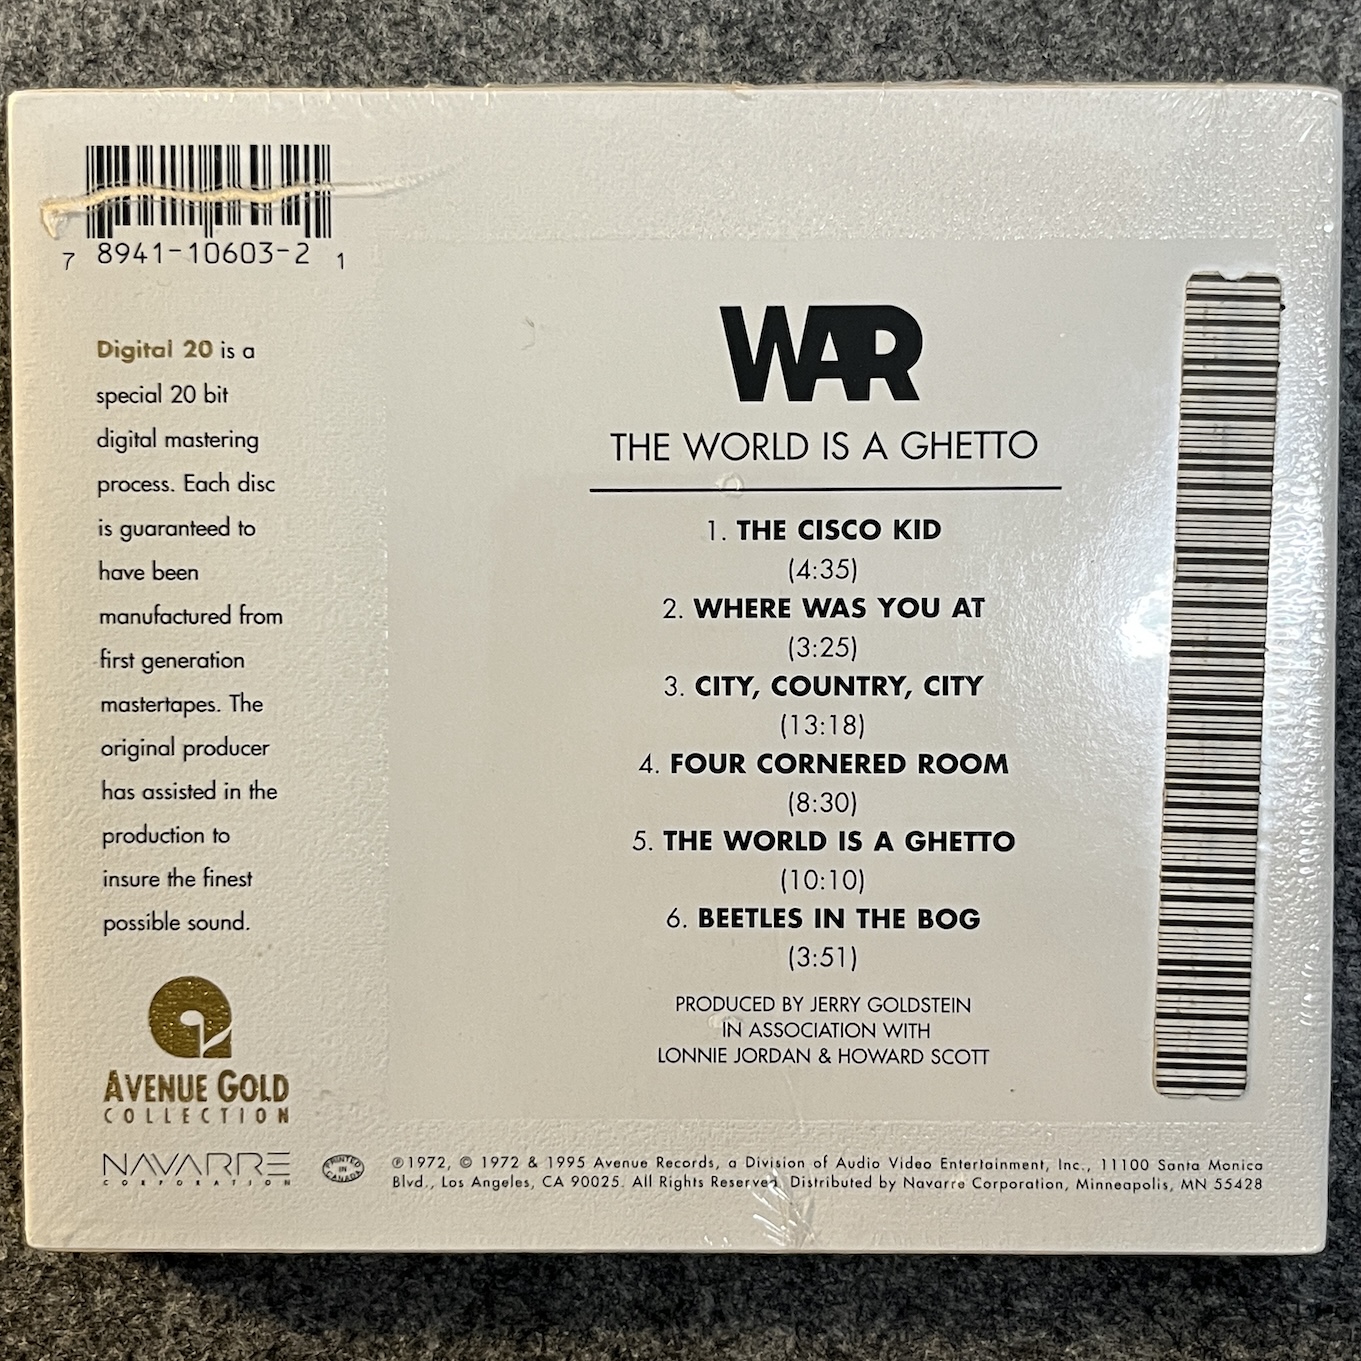 7 8941-10603-2 1
Digital 20 is a
special 20 bit
digital mastering
process. Each disc
is guaranteed to
have been
manufactured from
first generation
mastertapes. The
original producer
has assisted in the
production to
insure the finest
possible sound.
AVENUE GOLD
COLLECTION
NAVARRE
CORPORATION
PRINTED
IN
CANADA
WAR
THE WORLD IS A GHETTO
1. THE CISCO KID
(4:35)
2. WHERE WAS YOU AT
(3:25)
3. CITY, COUNTRY, CITY
(13:18)
4. FOUR CORNERED ROOM
(8:30)
5. THE WORLD IS A GHETTO
(10:10)
6. BEETLES IN THE BOG
(3:51)
PRODUCED BY JERRY GOLDSTEIN
IN ASSOCIATION WITH
LONNIE JORDAN & HOWARD SCOTT
℗1972, © 1972 & 1995 Avenue Records, a Division of Audio Video Entertainment, Inc., 11100 Santa Monica
Blvd., Los Angeles, CA 90025. All Rights Reserved. Distributed by Navarre Corporation, Minneapolis, MN 55428